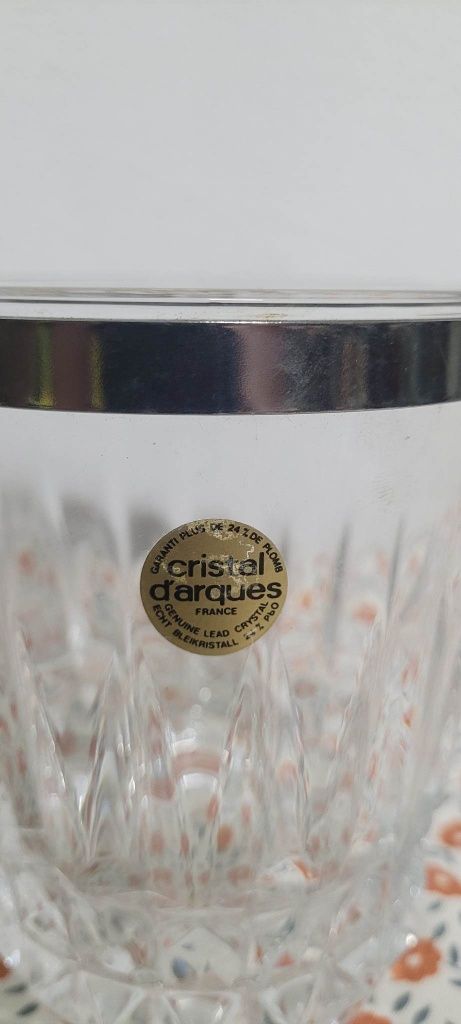 GARANTI PLUS DE 24 % DE PLOMB
cristal
d'arques
FRANCE
GENUINE LEAD CRYSTAL
ECHT BLEIKRISTALL 24 % PbO